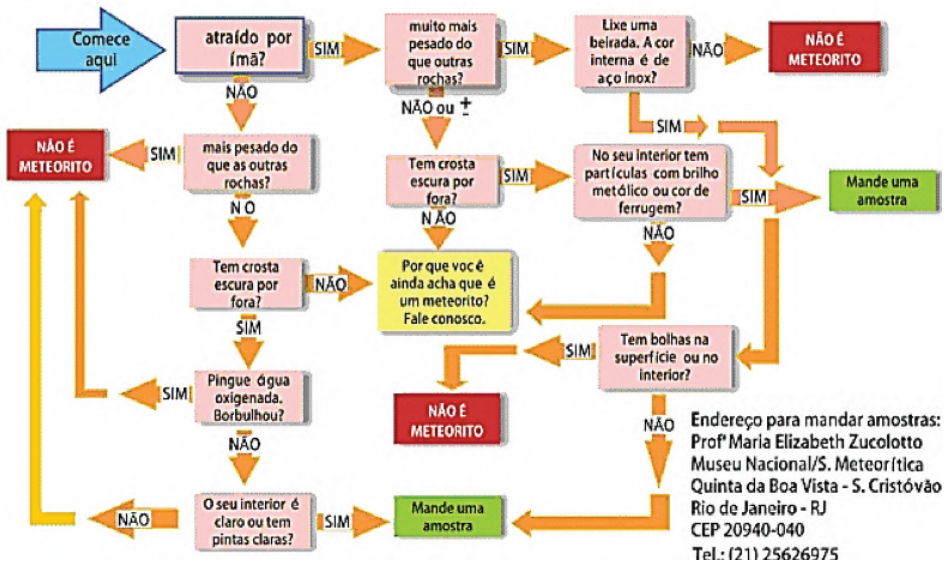 Comece
aqui
atraído por
ímã?
SIM
muito mais
pesado do
que outras
rochas?
SIM
Lixe uma
beirada. A cor
interna é de
aço inox?
NÃO
NÃO É
METEORITO
NÃO
NÃO ou ±
SIM
NÃO É
METEORITO
SIM
mais pesado do
que as outras
rochas?
N O
Tem crosta
escura por
fora?
SIM
No seu interior tem
partículas com brilho
metálico ou cor de
ferrugem?
SIM
Mande uma
amostra
NÃO
NÃO
Tem crosta
escura por
fora?
NÃO
Por que você
ainda acha que é
um meteorito?
Fale conosco.
SIM
Tem bolhas na
superfície ou no
interior?
SIM
NÃO É
METEORITO
NÃO
Pingue água
oxigenada.
Borbulhou?
SIM
NÃO
O seu interior é
claro ou tem
pintas claras?
NÃO
SIM
Mande uma
amostra
Endereço para mandar amostras:
Profª Maria Elizabeth Zucolotto
Museu Nacional/S. Meteorítica
Quinta da Boa Vista - S. Cristóvão
Rio de Janeiro - RJ
CEP 20940-040
Tel.: (21) 25626975